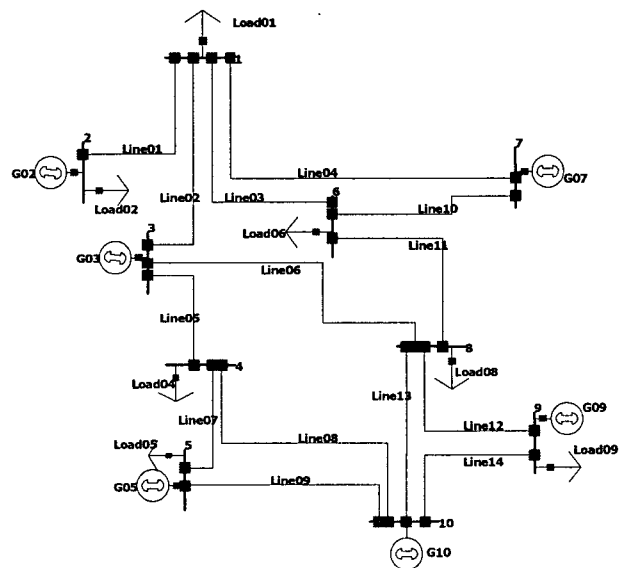 Load01
1
2
Line01
7
G02
Line04
G07
Load02
Line02
Line03
6
Line10
3
Load06
Line11
G03
Line06
Line05
8
4
Load08
Load04
Line13
Line07
9
G09
Line12
Load05
5
Line08
Load09
Line14
G05
Line09
10
G10